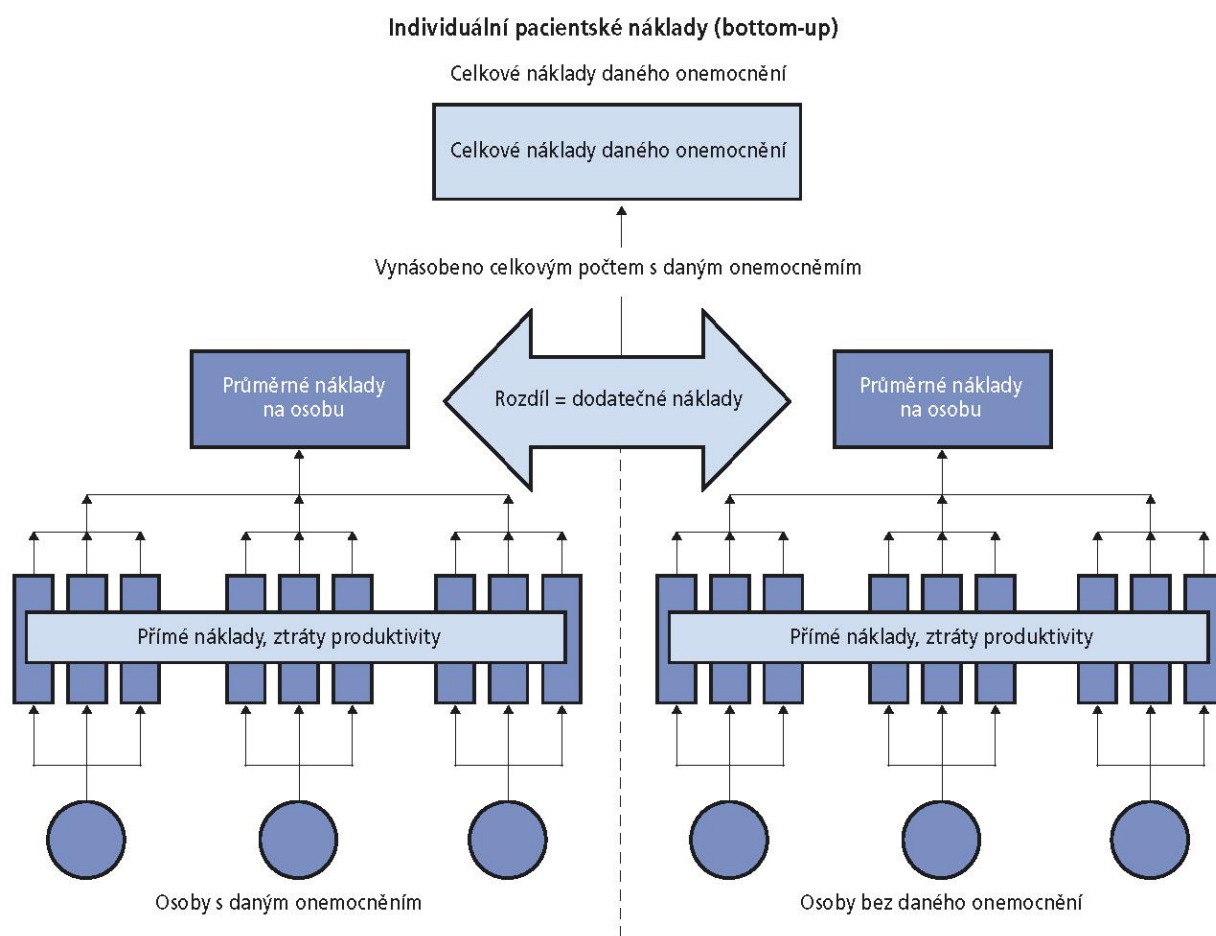 Individuální pacientské náklady (bottom-up)
Celkové náklady daného onemocnění
Celkové náklady daného onemocnění
Vynásobeno celkovým počtem s daným onemocněmím
Průměrné náklady
na osobu
Rozdíl = dodatečné náklady
Průměrné náklady
na osobu
Přímé náklady, ztráty produktivity
Přímé náklady, ztráty produktivity
Osoby s daným onemocněním
Osoby bez daného onemocnění